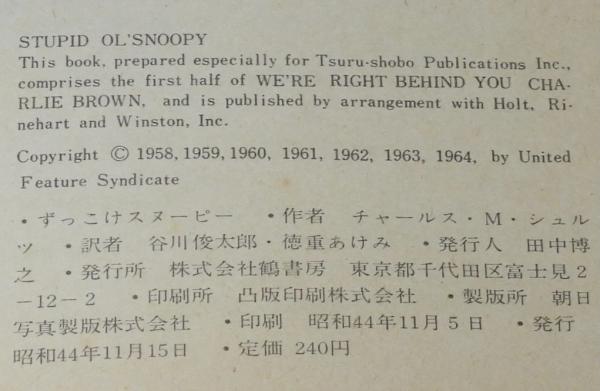 STUPID OL'SNOOPY
This book, prepared especially for Tsuru-shobo Publications Inc.,
comprises the first half of WE'RE RIGHT BEHIND YOU CHA-
RLIE BROWN, and is published by arrangement with Holt, Ri-
nehart and Winston, Inc.
Copyright © 1958, 1959, 1960, 1961, 1962, 1963, 1964, by United
Feature Syndicate
・ずっこけスヌーピー ・作者 チャールス・M・シュル
ツ ・訳者 谷川俊太郎・徳重あけみ ・発行人 田中博
之 ・発行所 株式会社鶴書房 東京都千代田区富士見2
-12-2 ・印刷所 凸版印刷株式会社 ・製版所 朝日
写真製版株式会社 ・印刷 昭和44年11月5日 ・発行
昭和44年11月15日 ・定価 240円